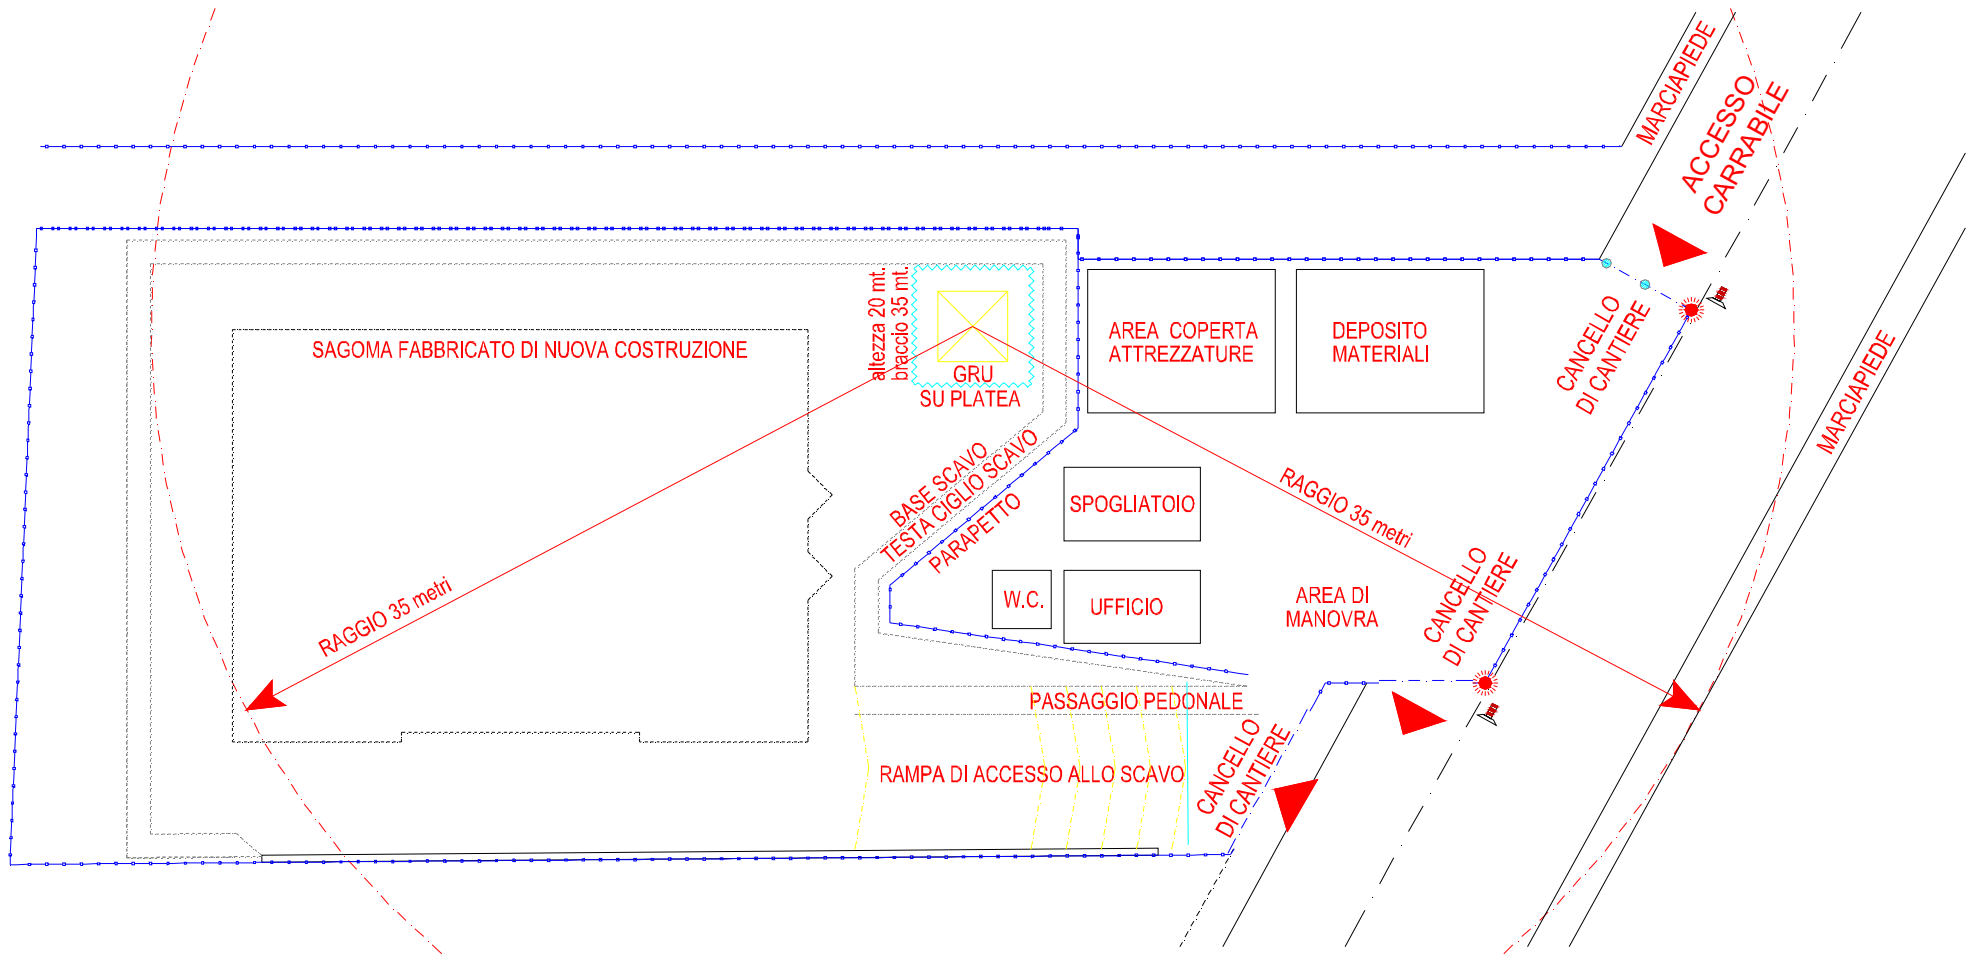 MARCIAPIEDE
ACCESSO
CARRABILE
altezza 20 mt.
braccio 35 mt.
SAGOMA FABBRICATO DI NUOVA COSTRUZIONE
GRU
SU PLATEA
AREA COPERTA
ATTREZZATURE
DEPOSITO
MATERIALI
CANCELLO
DI CANTIERE
MARCIAPIEDE
BASE SCAVO
TESTA CIGLIO SCAVO
PARAPETTO
SPOGLIATOIO
RAGGIO 35 metri
RAGGIO 35 metri
W.C.
UFFICIO
AREA DI
MANOVRA
CANCELLO
DI CANTIERE
PASSAGGIO PEDONALE
RAMPA DI ACCESSO ALLO SCAVO
CANCELLO
DI CANTIERE